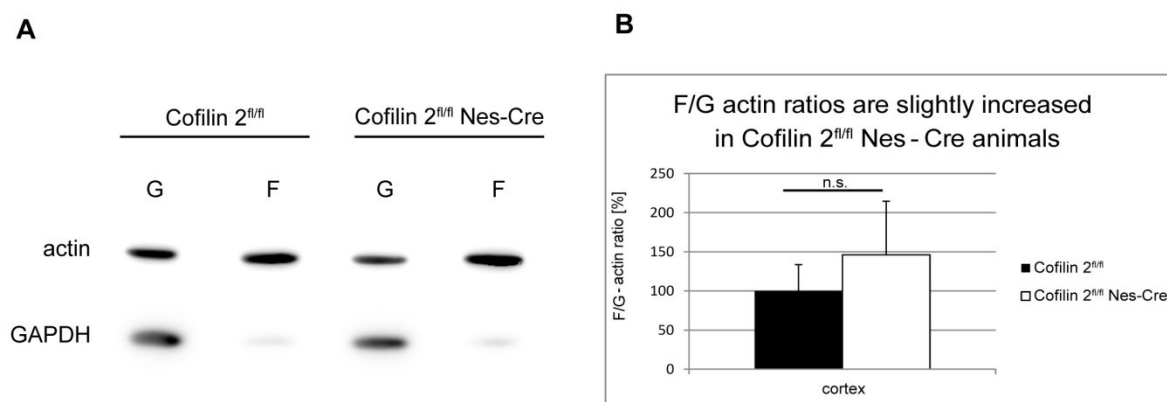 A
Cofilin 2fl/fl
Cofilin 2fl/fl Nes-Cre
G
F
G
F
actin
GAPDH
B
F/G actin ratios are slightly increased
in Cofilin 2fl/fl Nes - Cre animals
F/G- actin ratio [%]
250
200
150
100
50
0
n.s.
cortex
Cofilin 2fl/fl
Cofilin 2fl/fl Nes-Cre